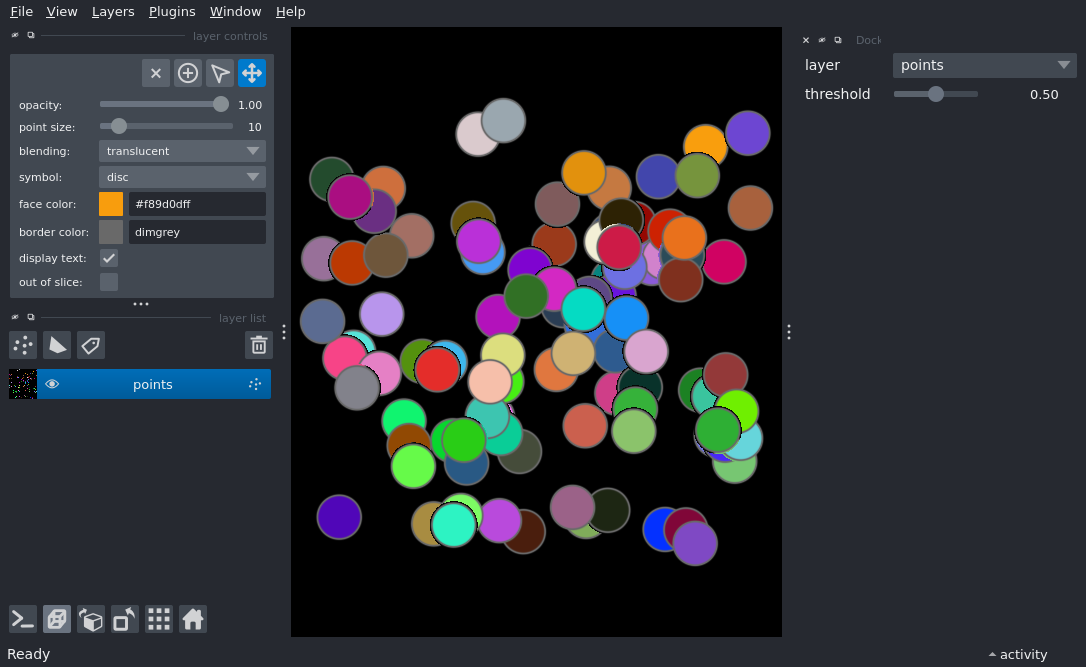 File View Layers Plugins Window Help
layer controls
opacity: 1.00
point size: 10
blending: translucent
symbol: disc
face color: #f89d0dff
border color: dimgrey
display text:
out of slice:
layer list
points
Dock
layer points
threshold 0.50
Ready
activity